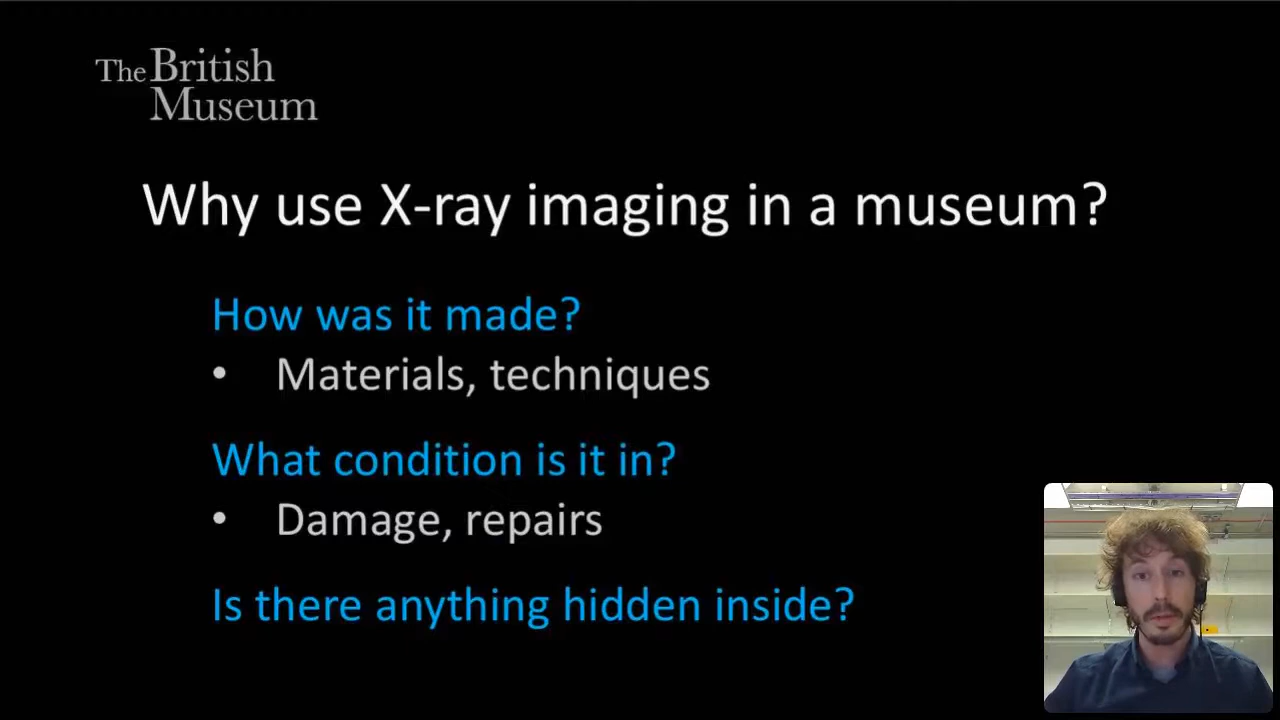 The British
Museum
Why use X-ray imaging in a museum?
How was it made?
• Materials, techniques
What condition is it in?
• Damage, repairs
Is there anything hidden inside?